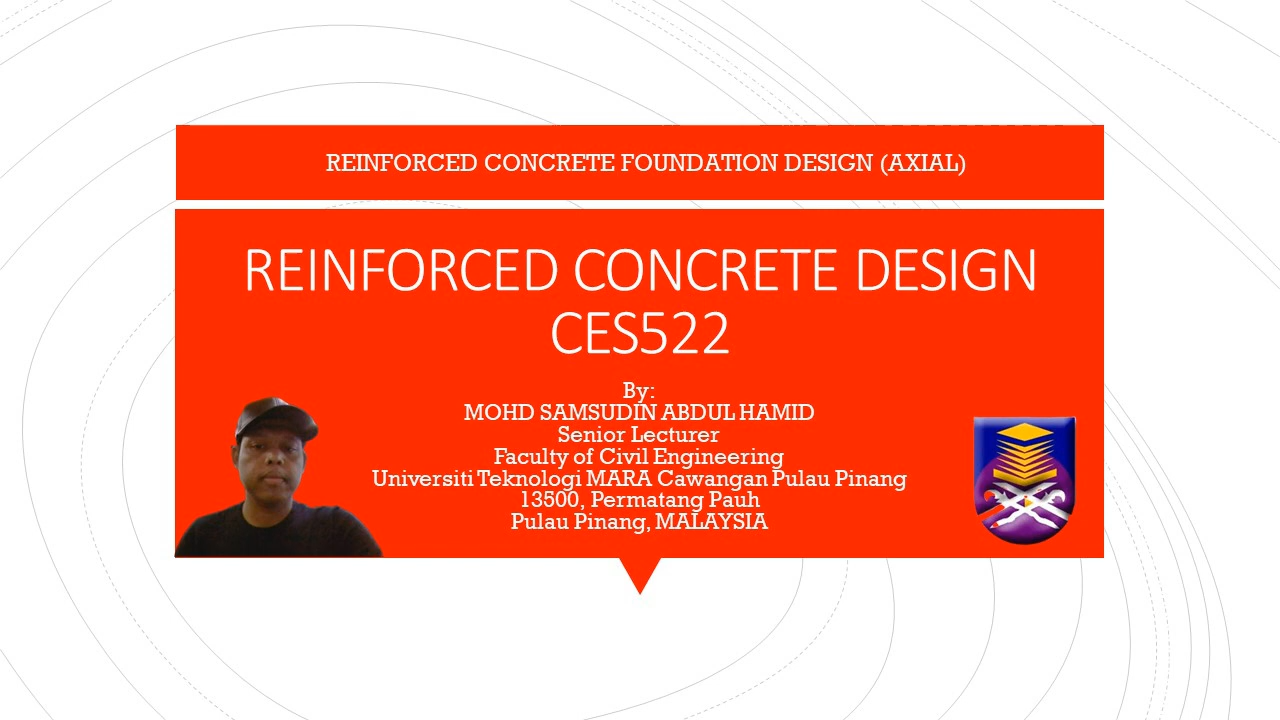 REINFORCED CONCRETE FOUNDATION DESIGN (AXIAL)
REINFORCED CONCRETE DESIGN
CES522
By:
MOHD SAMSUDIN ABDUL HAMID
Senior Lecturer
Faculty of Civil Engineering
Universiti Teknologi MARA Cawangan Pulau Pinang
13500, Permatang Pauh
Pulau Pinang, MALAYSIA